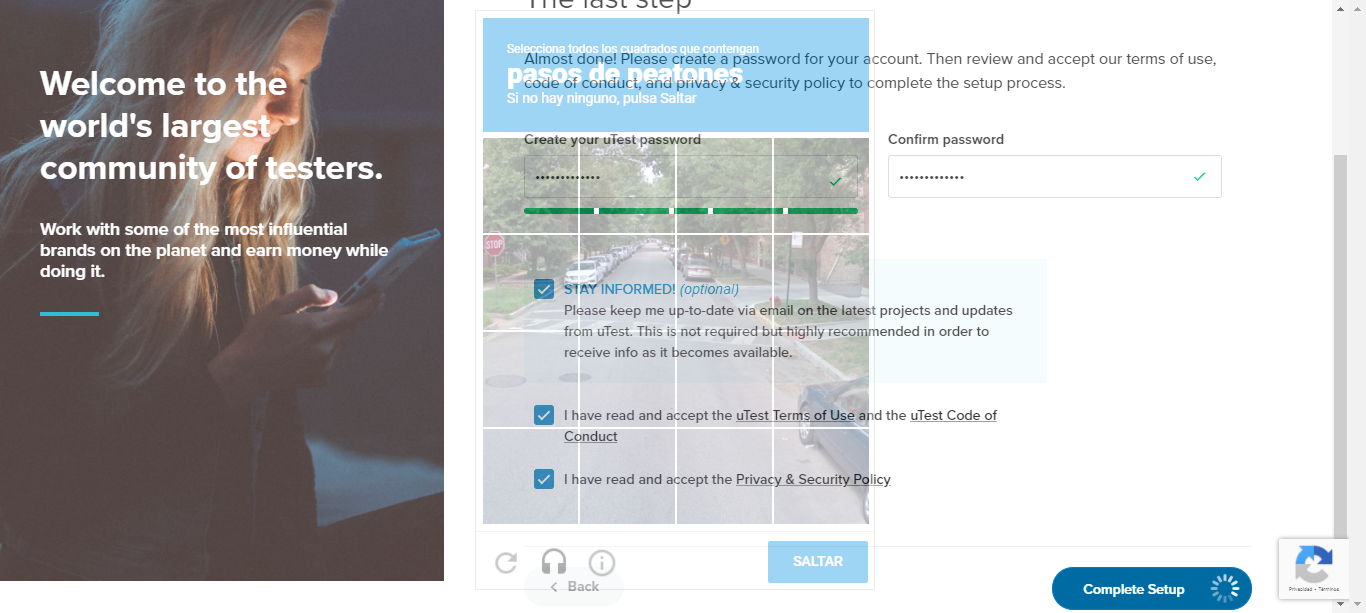 Welcome to the
world's largest
community of testers.
Work with some of the most influential
brands on the planet and earn money while
doing it.
The last step
Almost done! Please create a password for your account. Then review and accept our terms of use,
code of conduct, and privacy & security policy to complete the setup process.
Selecciona todos los cuadrados que contengan
pasos de peatones
Si no hay ninguno, pulsa Saltar
Create your uTest password
Confirm password
STOP
STAY INFORMED! (optional)
Please keep me up-to-date via email on the latest projects and updates
from uTest. This is not required but highly recommended in order to
receive info as it becomes available.
I have read and accept the uTest Terms of Use and the uTest Code of
Conduct
I have read and accept the Privacy & Security Policy
SALTAR
Back
Complete Setup
Privacidad - Términos